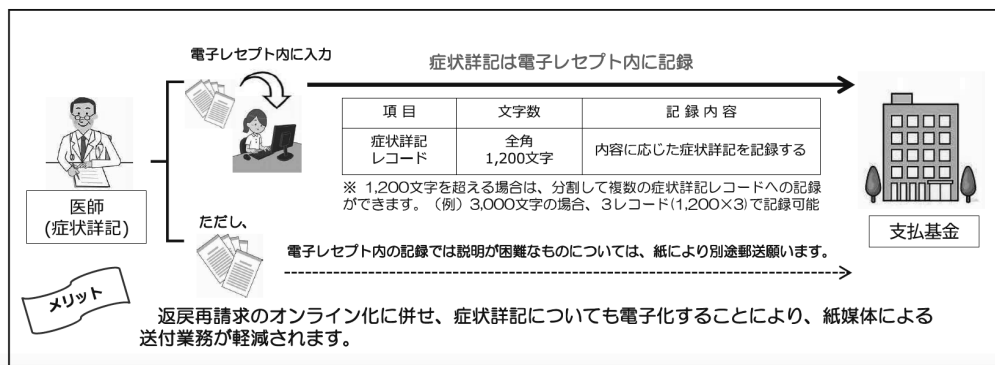 電子レセプト内に入力
症状詳記は電子レセプト内に記録
項目 文字数 記録内容
症状詳記
レコード
全角
1,200文字
内容に応じた症状詳記を記録する
※ 1,200文字を超える場合は、分割して複数の症状詳記レコードへの記録
ができます。（例）3,000文字の場合、３レコード(1,200×3)で記録可能
医師
(症状詳記)
支払基金
ただし、
電子レセプト内の記録では説明が困難なものについては、紙により別途郵送願います。
メリット
返戻再請求のオンライン化に併せ、症状詳記についても電子化することにより、紙媒体による
送付業務が軽減されます。